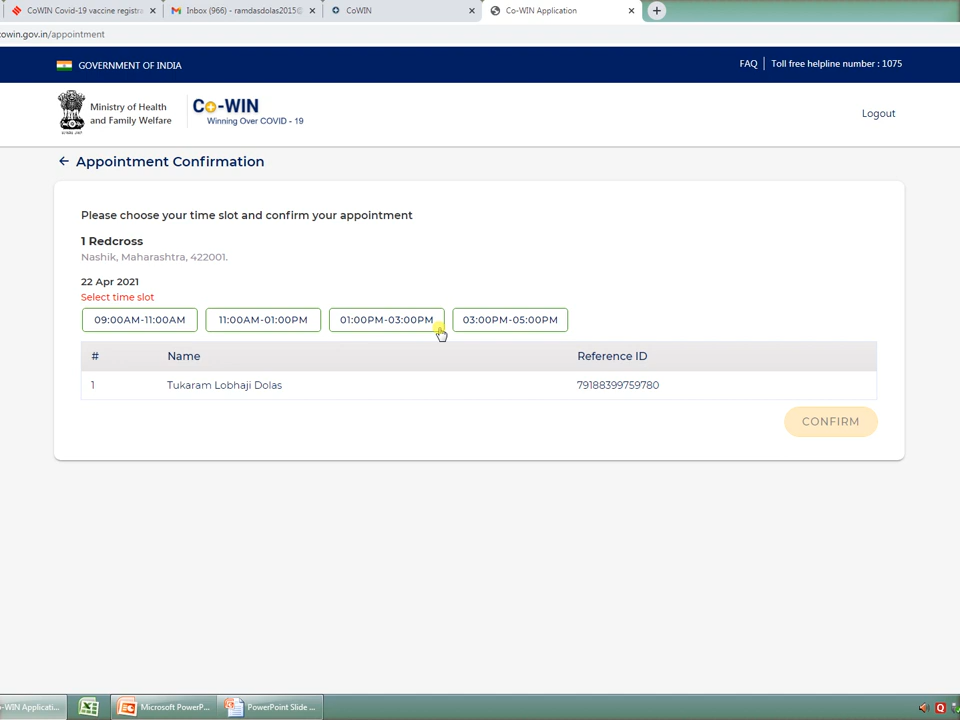 CoWIN Covid-19 vaccine registra
Inbox (966) - ramdasdolas2015@
CoWIN
Co-WIN Application
cowin.gov.in/appointment
GOVERNMENT OF INDIA
FAQ
Toll free helpline number : 1075
Ministry of Health
and Family Welfare
Co-WIN
Winning Over COVID - 19
Logout
Appointment Confirmation
Please choose your time slot and confirm your appointment
1 Redcross
Nashik, Maharashtra, 422001.
22 Apr 2021
Select time slot
09:00AM-11:00AM
11:00AM-01:00PM
01:00PM-03:00PM
03:00PM-05:00PM
# Name Reference ID
1 Tukaram Lobhaji Dolas 79188399759780
CONFIRM
-WIN Applicati...
Microsoft PowerP...
PowerPoint Slide ...